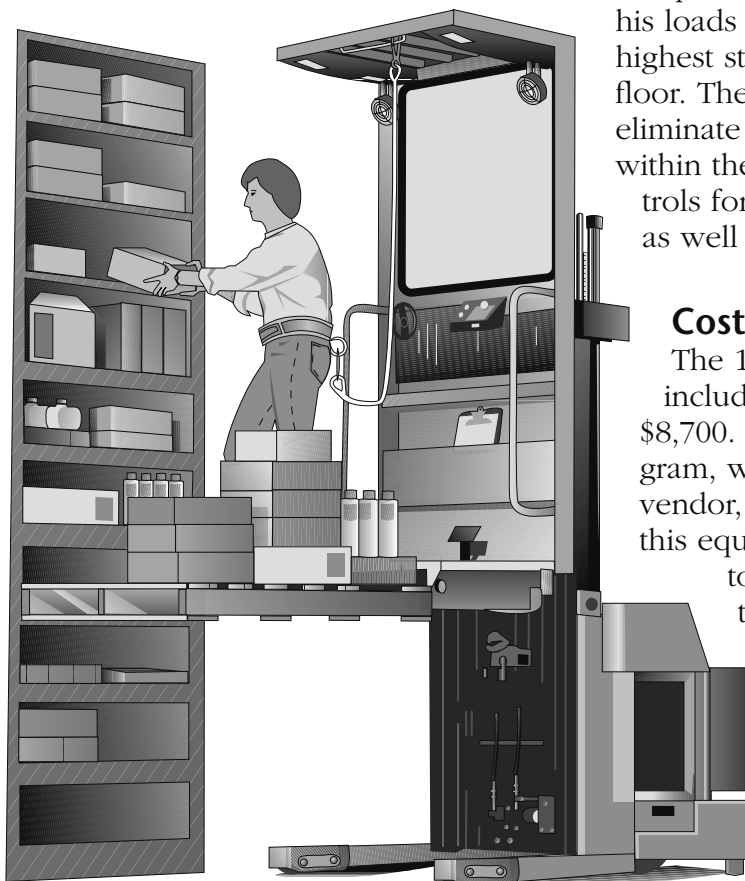 his loads
highest st
floor. The
eliminate
within the
trols for
as well
Cost
The 1
includ
$8,700.
gram, w
vendor,
this equ
to
t